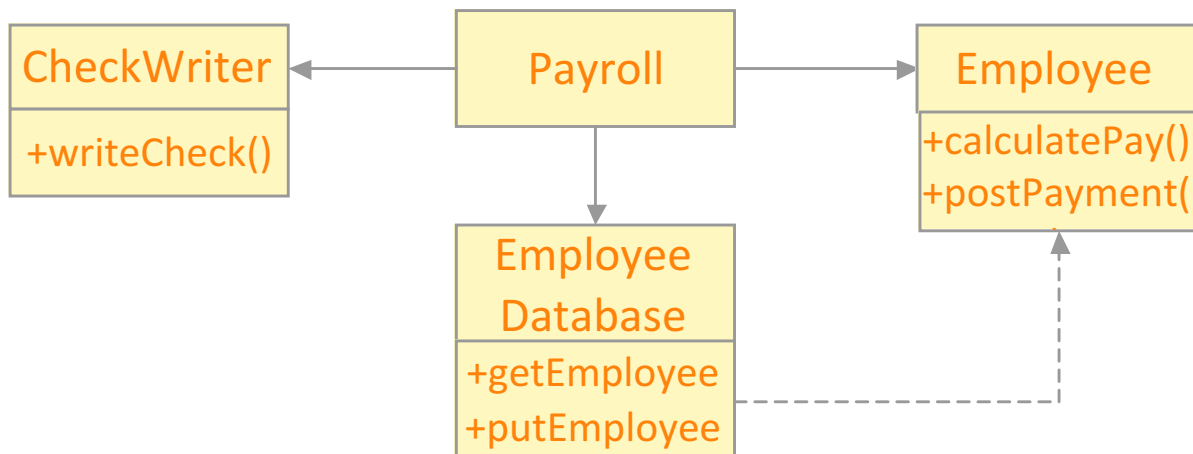 CheckWriter
+writeCheck()
Payroll
Employee
+calculatePay()
+postPayment(
Employee
Database
+getEmployee
+putEmployee